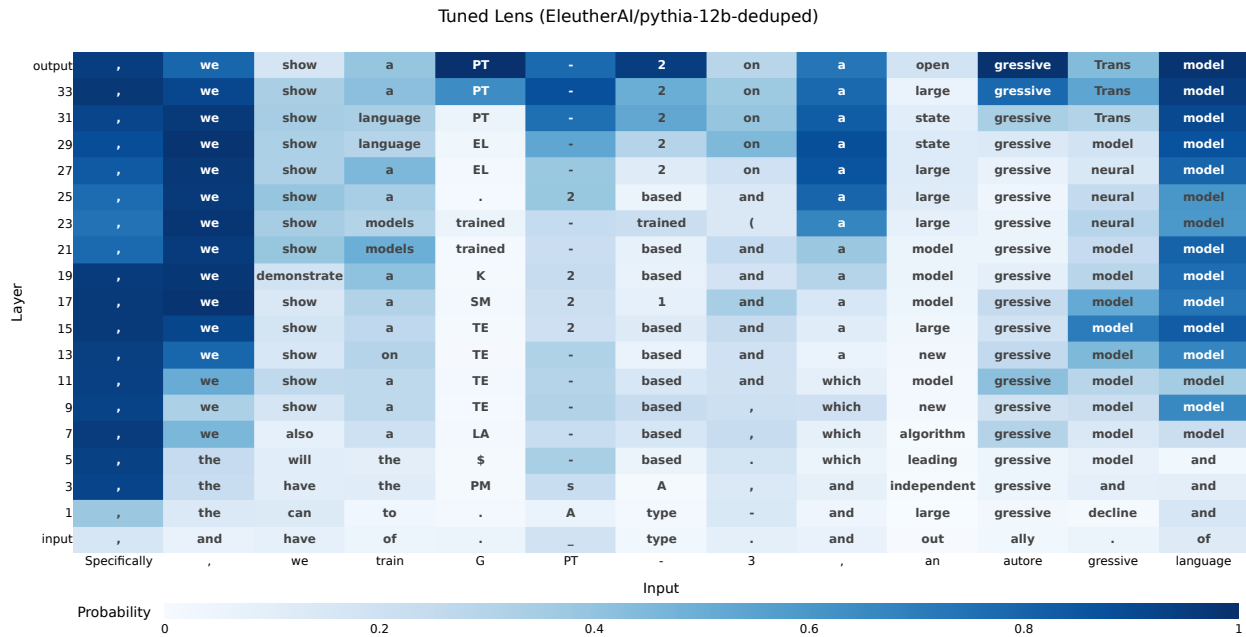 Tuned Lens (EleutherAI/pythia-12b-deduped)
output , we show a PT - 2 on a open gressive Trans model
33 , we show a PT - 2 on a large gressive Trans model
31 , we show language PT - 2 on a state gressive Trans model
29 , we show language EL - 2 on a state gressive model model
27 , we show a EL - 2 on a large gressive neural model
25 , we show a . 2 based and a large gressive neural model
23 , we show models trained - trained ( a large gressive neural model
21 , we show models trained - based and a model gressive model model
19 , we demonstrate a K 2 based and a model gressive model model
17 , we show a SM 2 1 and a model gressive model model
15 , we show a TE 2 based and a large gressive model model
13 , we show on TE - based and a new gressive model model
11 , we show a TE - based and which model gressive model model
9 , we show a TE - based , which new gressive model model
7 , we also a LA - based , which algorithm gressive model model
5 , the will the $ - based . which leading gressive model and
3 , the have the PM s A , and independent gressive and and
1 , the can to . A type - and large gressive decline and
input , and have of . _ type . and out ally . of
Specifically , we train G PT - 3 , an autore gressive language
Layer
Input
Probability
0 0.2 0.4 0.6 0.8 1